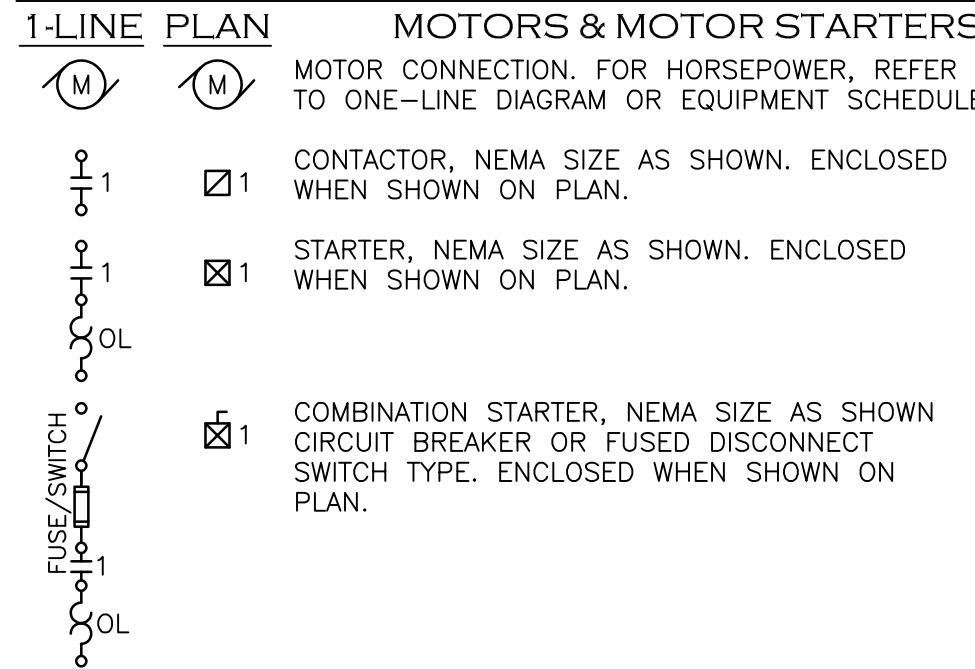 1-LINE PLAN MOTORS & MOTOR STARTERS
M M MOTOR CONNECTION. FOR HORSEPOWER, REFER
TO ONE-LINE DIAGRAM OR EQUIPMENT SCHEDULE
1 1 CONTACTOR, NEMA SIZE AS SHOWN. ENCLOSED
WHEN SHOWN ON PLAN.
1 1 STARTER, NEMA SIZE AS SHOWN. ENCLOSED
WHEN SHOWN ON PLAN.
OL
FUSE/SWITCH
1 COMBINATION STARTER, NEMA SIZE AS SHOWN
CIRCUIT BREAKER OR FUSED DISCONNECT
SWITCH TYPE. ENCLOSED WHEN SHOWN ON
PLAN.
1
OL